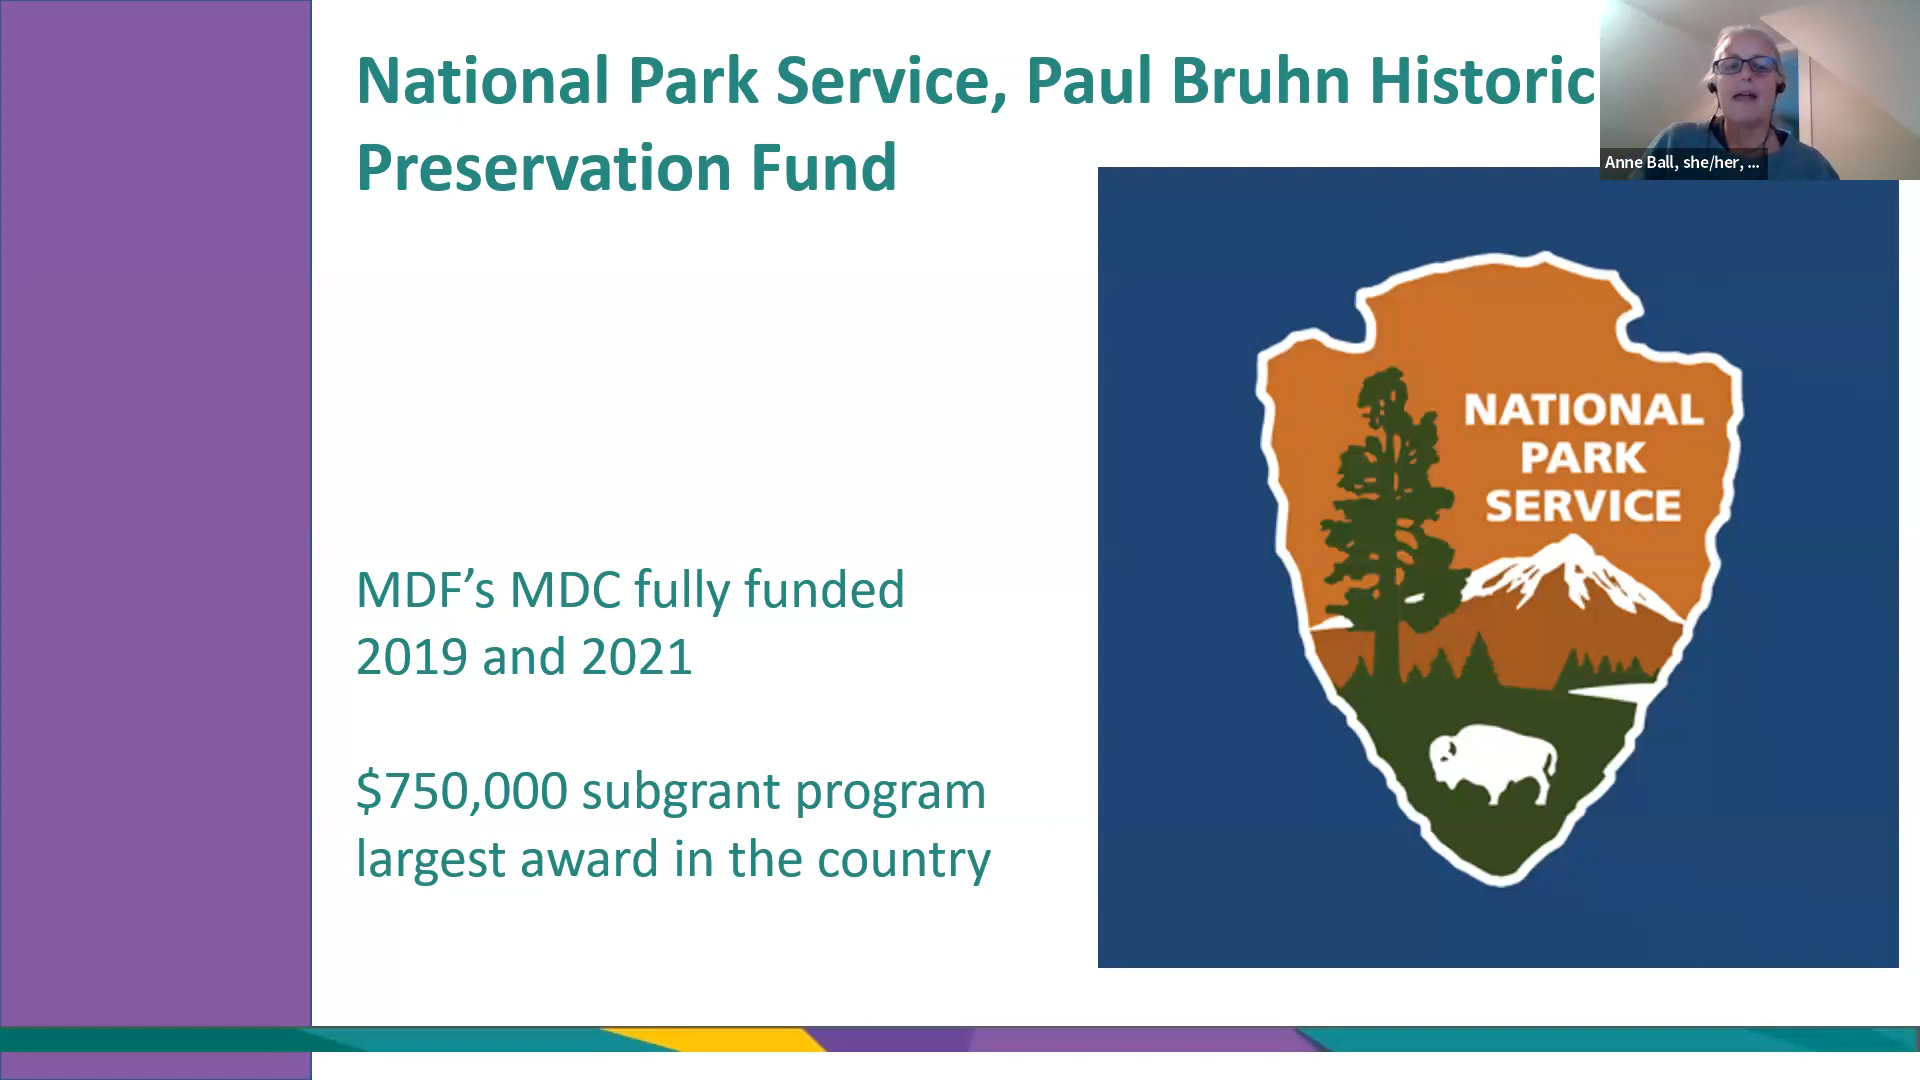 National Park Service, Paul Bruhn Historic
Preservation Fund
Anne Ball, she/her, ...
NATIONAL
PARK
SERVICE
MDF’s MDC fully funded
2019 and 2021
$750,000 subgrant program
largest award in the country